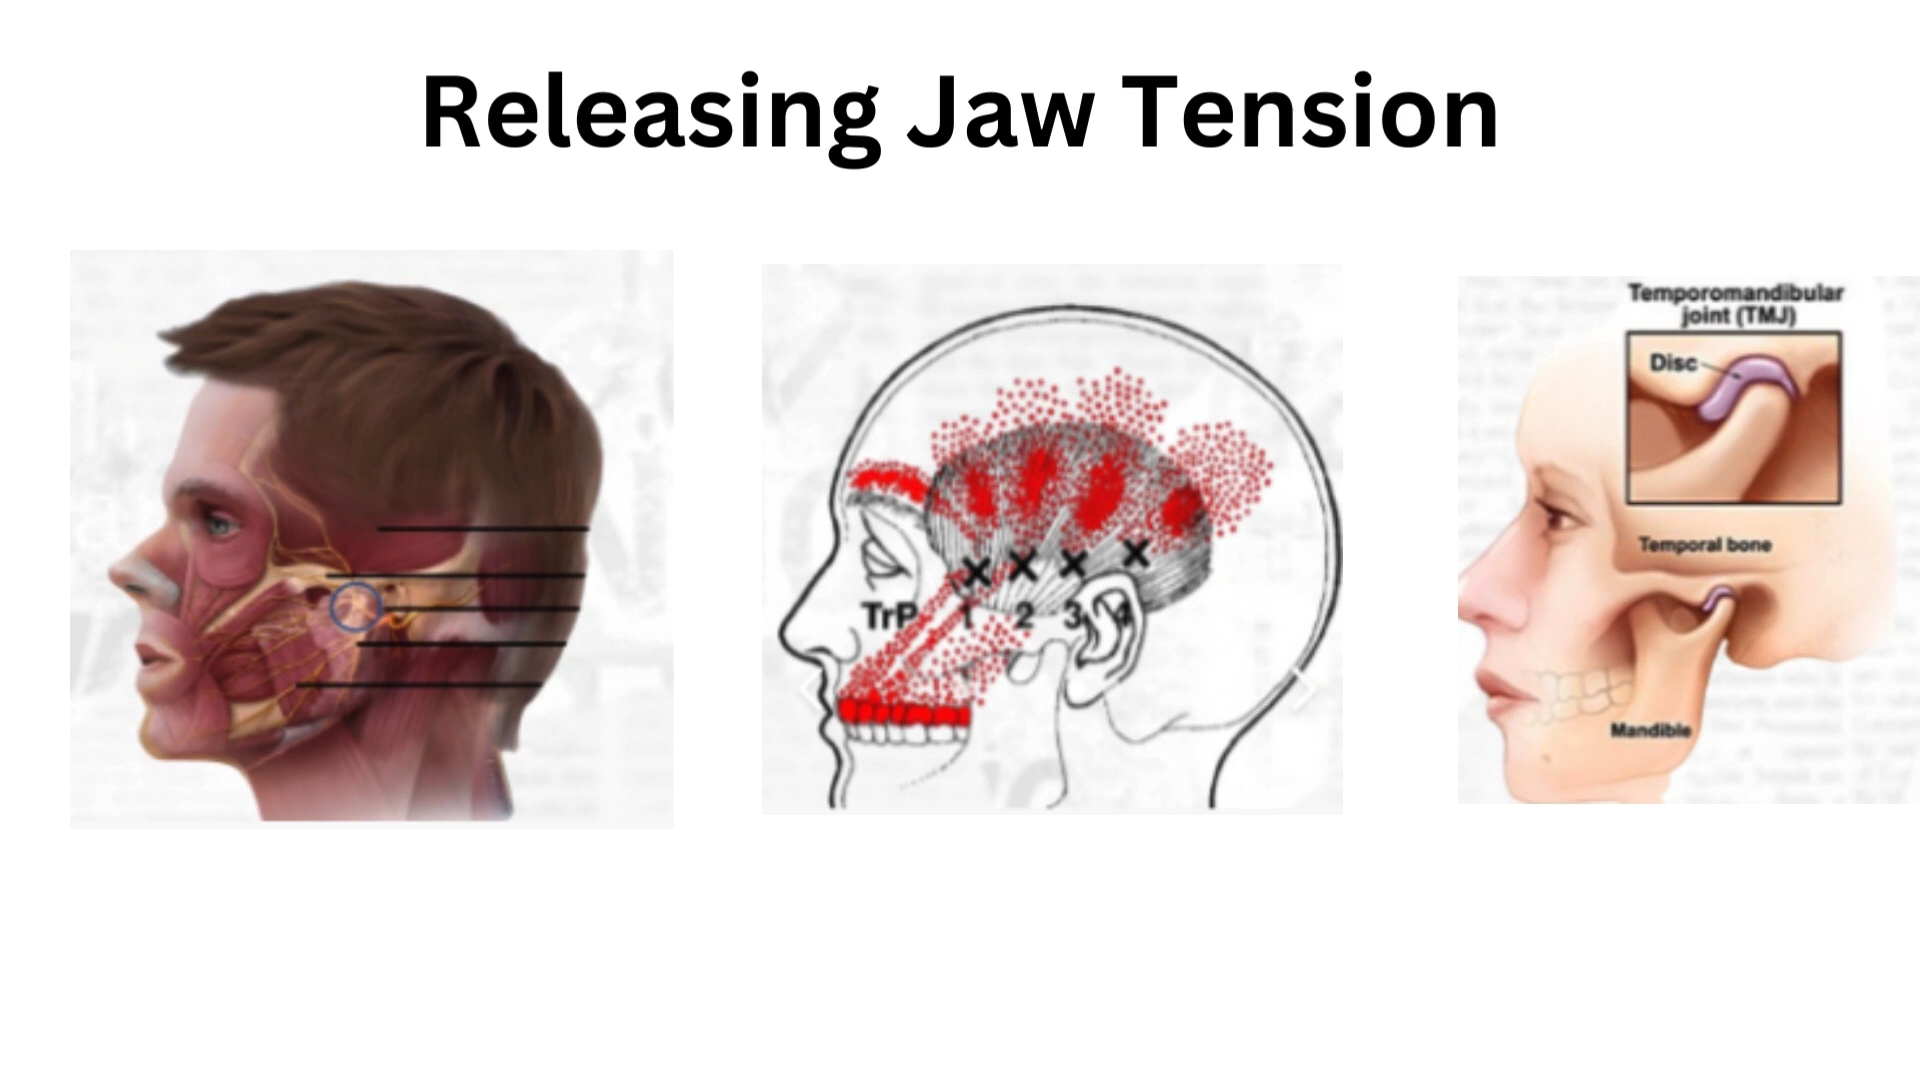 Releasing Jaw Tension
TrP 1 2 3 4
Temporomandibular
joint (TMJ)
Disc
Temporal bone
Mandible